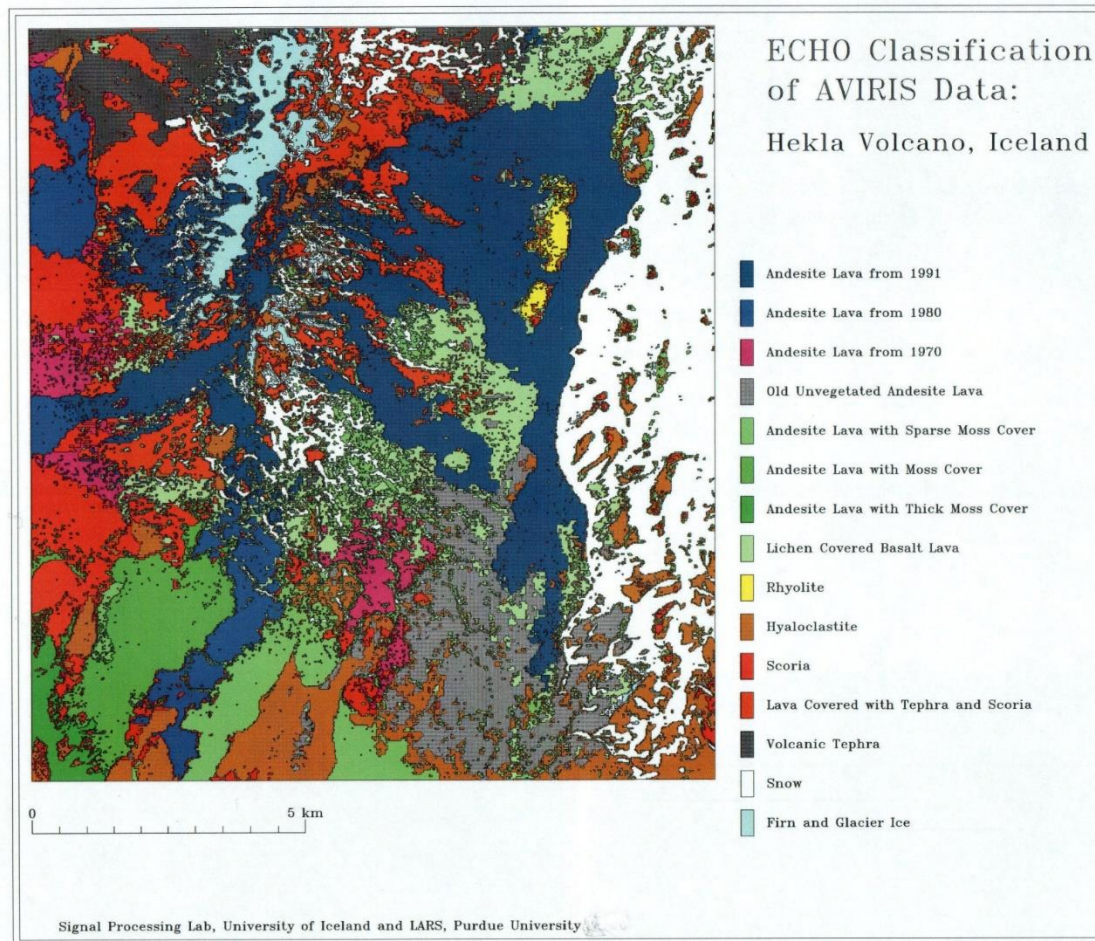 ECHO Classification
of AVIRIS Data:
Hekla Volcano, Iceland
Andesite Lava from 1991
Andesite Lava from 1980
Andesite Lava from 1970
Old Unvegetated Andesite Lava
Andesite Lava with Sparse Moss Cover
Andesite Lava with Moss Cover
Andesite Lava with Thick Moss Cover
Lichen Covered Basalt Lava
Rhyolite
Hyaloclastite
Scoria
Lava Covered with Tephra and Scoria
Volcanic Tephra
Snow
Firn and Glacier Ice
0 5 km
Signal Processing Lab, University of Iceland and LARS, Purdue University